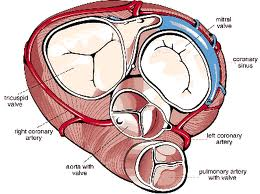 mitral
valve
coronary
sinus
tricuspid
valve
right coronary
artery
left coronary
artery
aorta with
valve
pulmonary artery
with valve